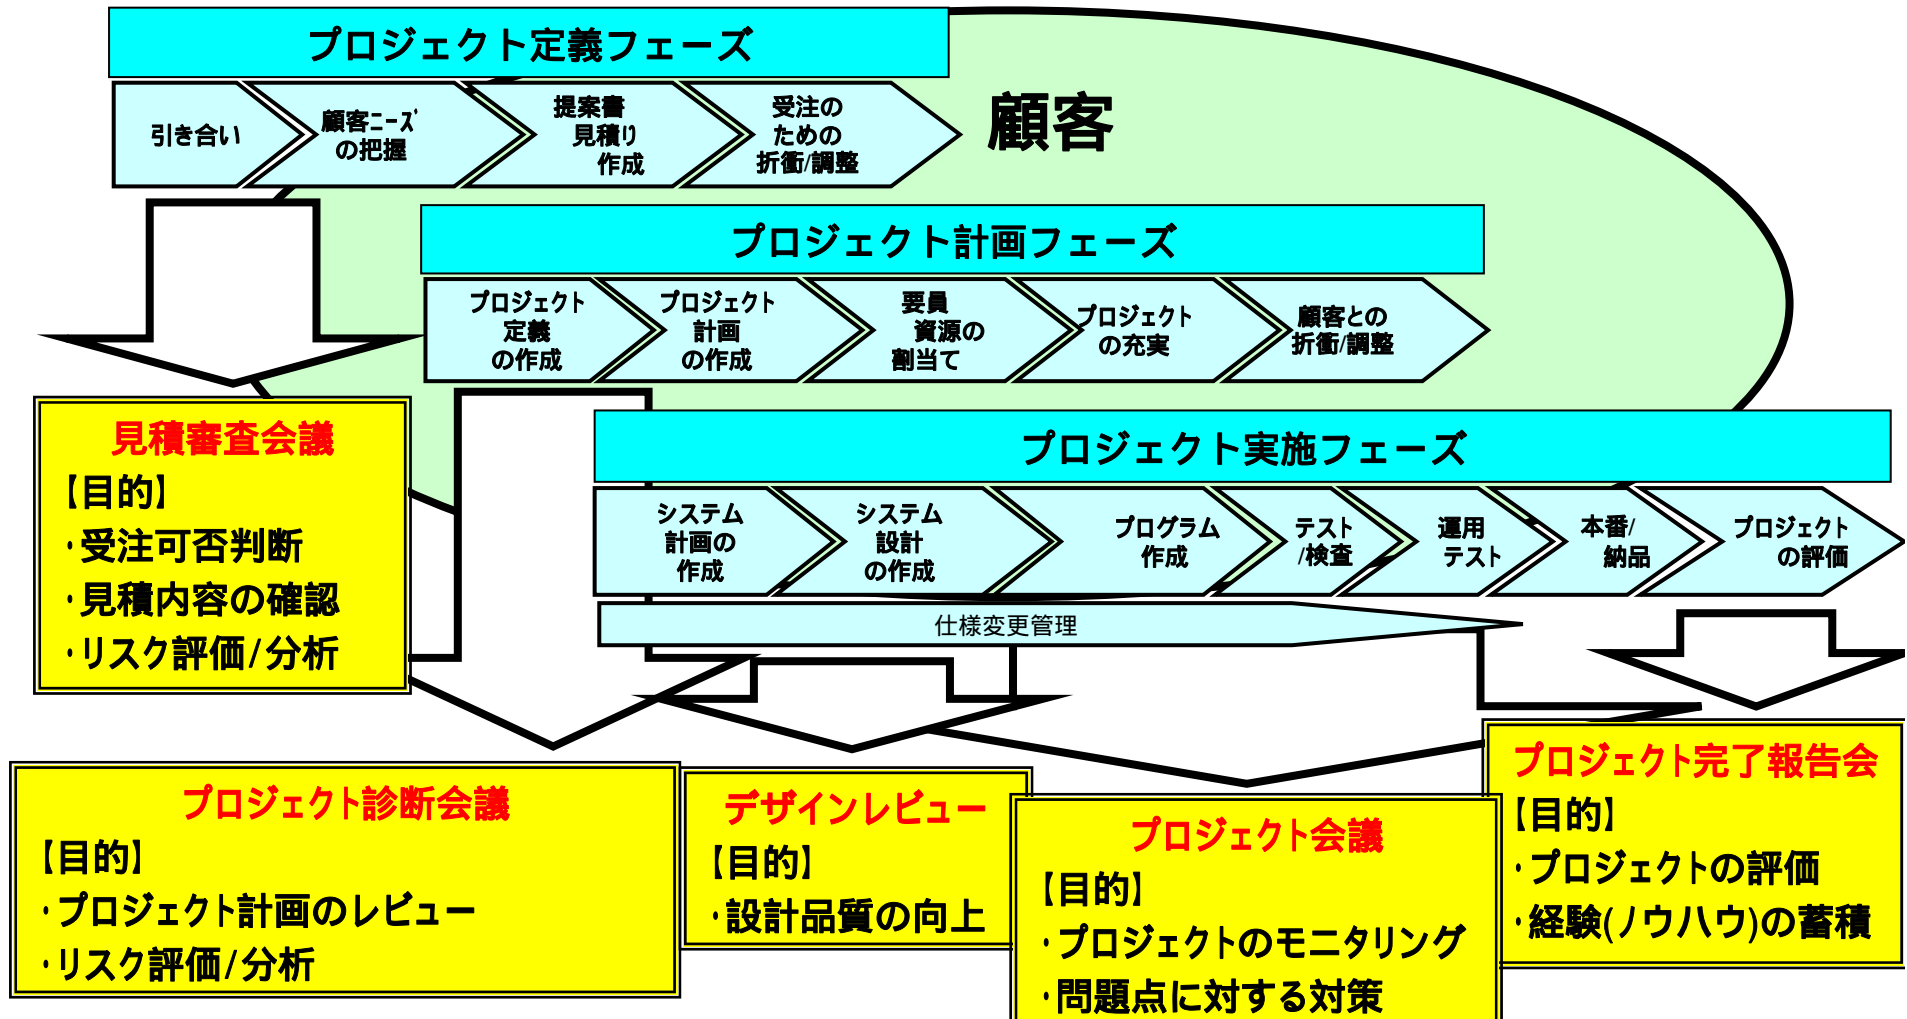 プロジェクト定義フェーズ
引き合い
顧客ﾆｰｽﾞ
の把握
提案書
見積り
作成
受注の
ための
折衝/調整
顧客
プロジェクト計画フェーズ
プロジェクト
定義
の作成
プロジェクト
計画
の作成
要員
資源の
割当て
プロジェクト
の充実
顧客との
折衝/調整
プロジェクト実施フェーズ
システム
計画の
作成
システム
設計
の作成
プログラム
作成
テスト
/検査
運用
テスト
本番/
納品
プロジェクト
の評価
仕様変更管理
見積審査会議
【目的】
・受注可否判断
・見積内容の確認
・リスク評価/分析
プロジェクト診断会議
【目的】
・プロジェクト計画のレビュー
・リスク評価/分析
デザインレビュー
【目的】
・設計品質の向上
プロジェクト会議
【目的】
・プロジェクトのモニタリング
・問題点に対する対策
プロジェクト完了報告会
【目的】
・プロジェクトの評価
・経験(ノウハウ)の蓄積